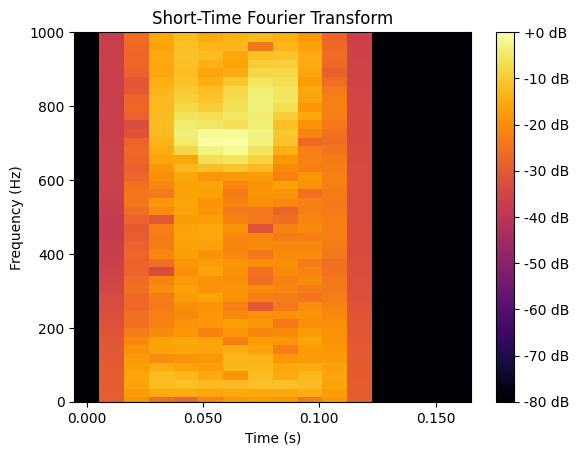 Short-Time Fourier Transform
1000
800
600
400
200
0
Frequency (Hz)
0.000
0.050
0.100
0.150
Time (s)
+0 dB
-10 dB
-20 dB
-30 dB
-40 dB
-50 dB
-60 dB
-70 dB
-80 dB